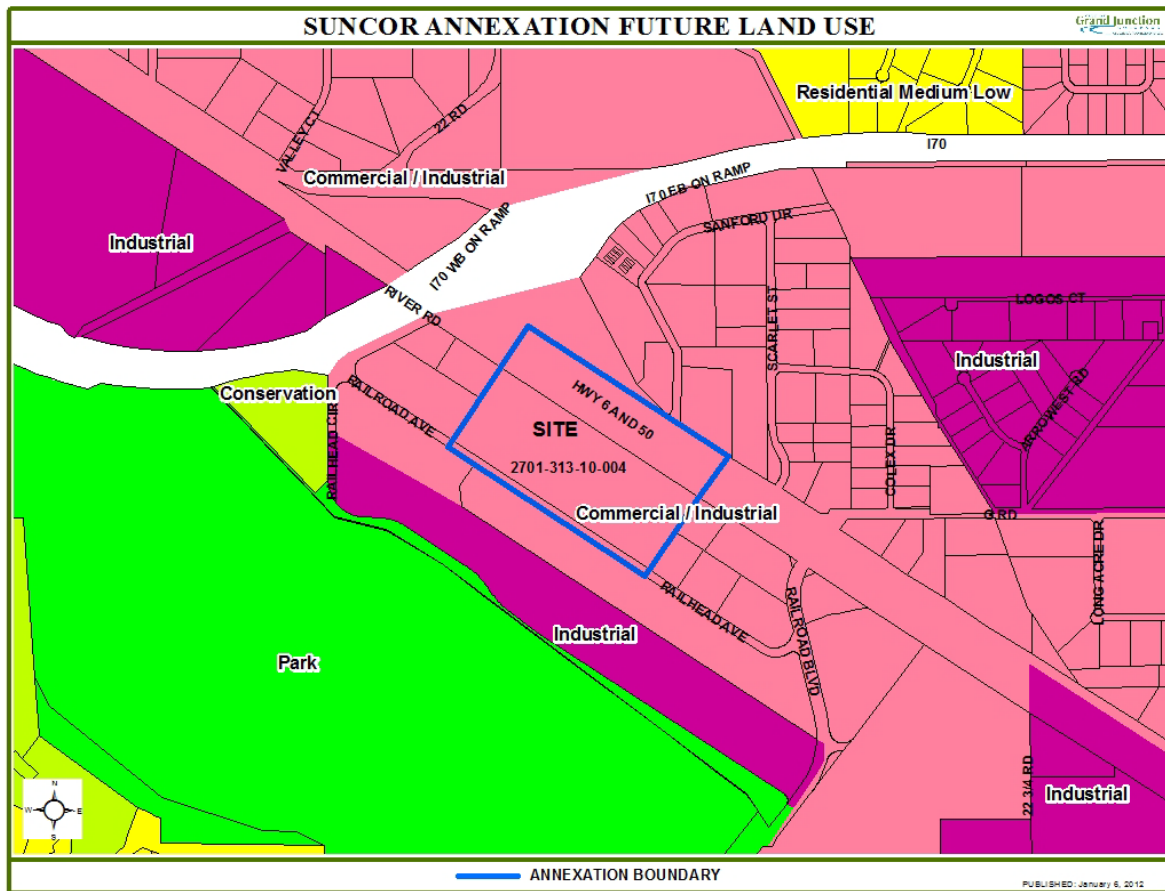 SUNCOR ANNEXATION FUTURE LAND USE
Grand Junction
Residential Medium Low
I70
VALLEY CT
22 RD
Commercial / Industrial
I70 EB ON RAMP
SANFORD DR
Industrial
I70 WB ON RAMP
RIVER RD
LOGOS CT
SCARLET ST
Industrial
ARROWEST RD
Conservation
RAILROAD AVE
RAILHEAD CIR
HWY 6 AND 50
SITE
2701-313-10-004
COLEX DR
Commercial / Industrial
G RD
LONG ACRE DR
RAILHEAD AVE
RAILROAD BLVD
Industrial
Park
22 3/4 RD
Industrial
N
W
E
S
ANNEXATION BOUNDARY
PUBLISHED: January 6, 2012